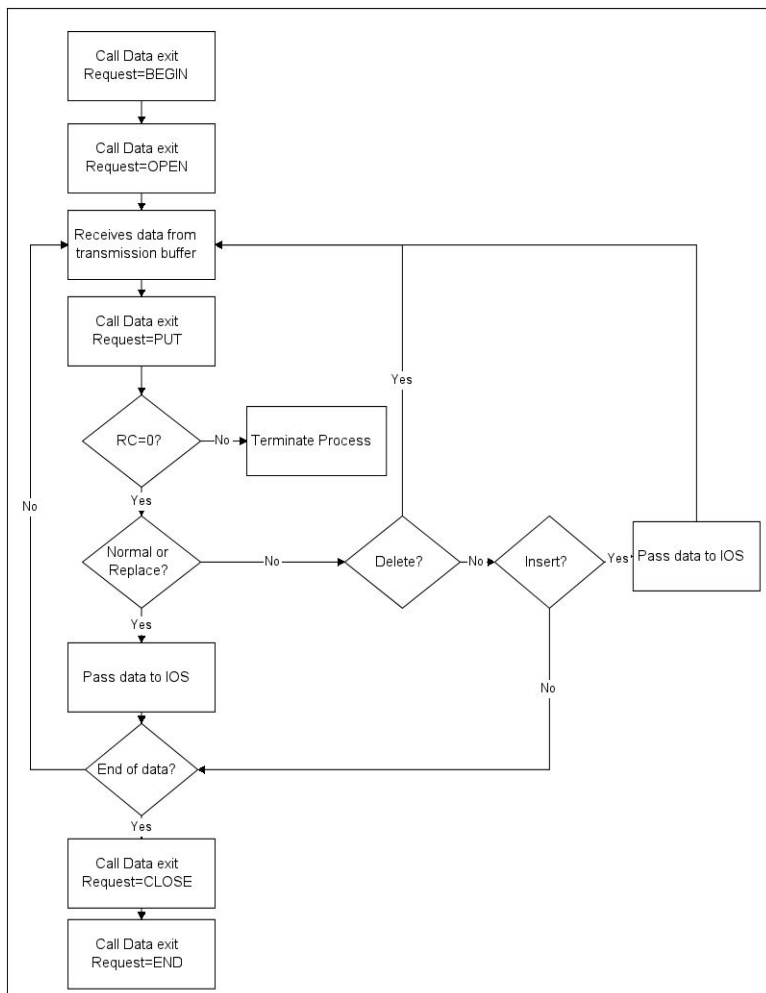 Call Data exit
Request=BEGIN
Call Data exit
Request=OPEN
Receives data from
transmission buffer
Call Data exit
Request=PUT
Yes
RC=0?
No
Terminate Process
No
Yes
Normal or
Replace?
No
Delete?
No
Insert?
Yes
Pass data to IOS
Yes
Pass data to IOS
No
End of data?
Yes
Call Data exit
Request=CLOSE
Call Data exit
Request=END